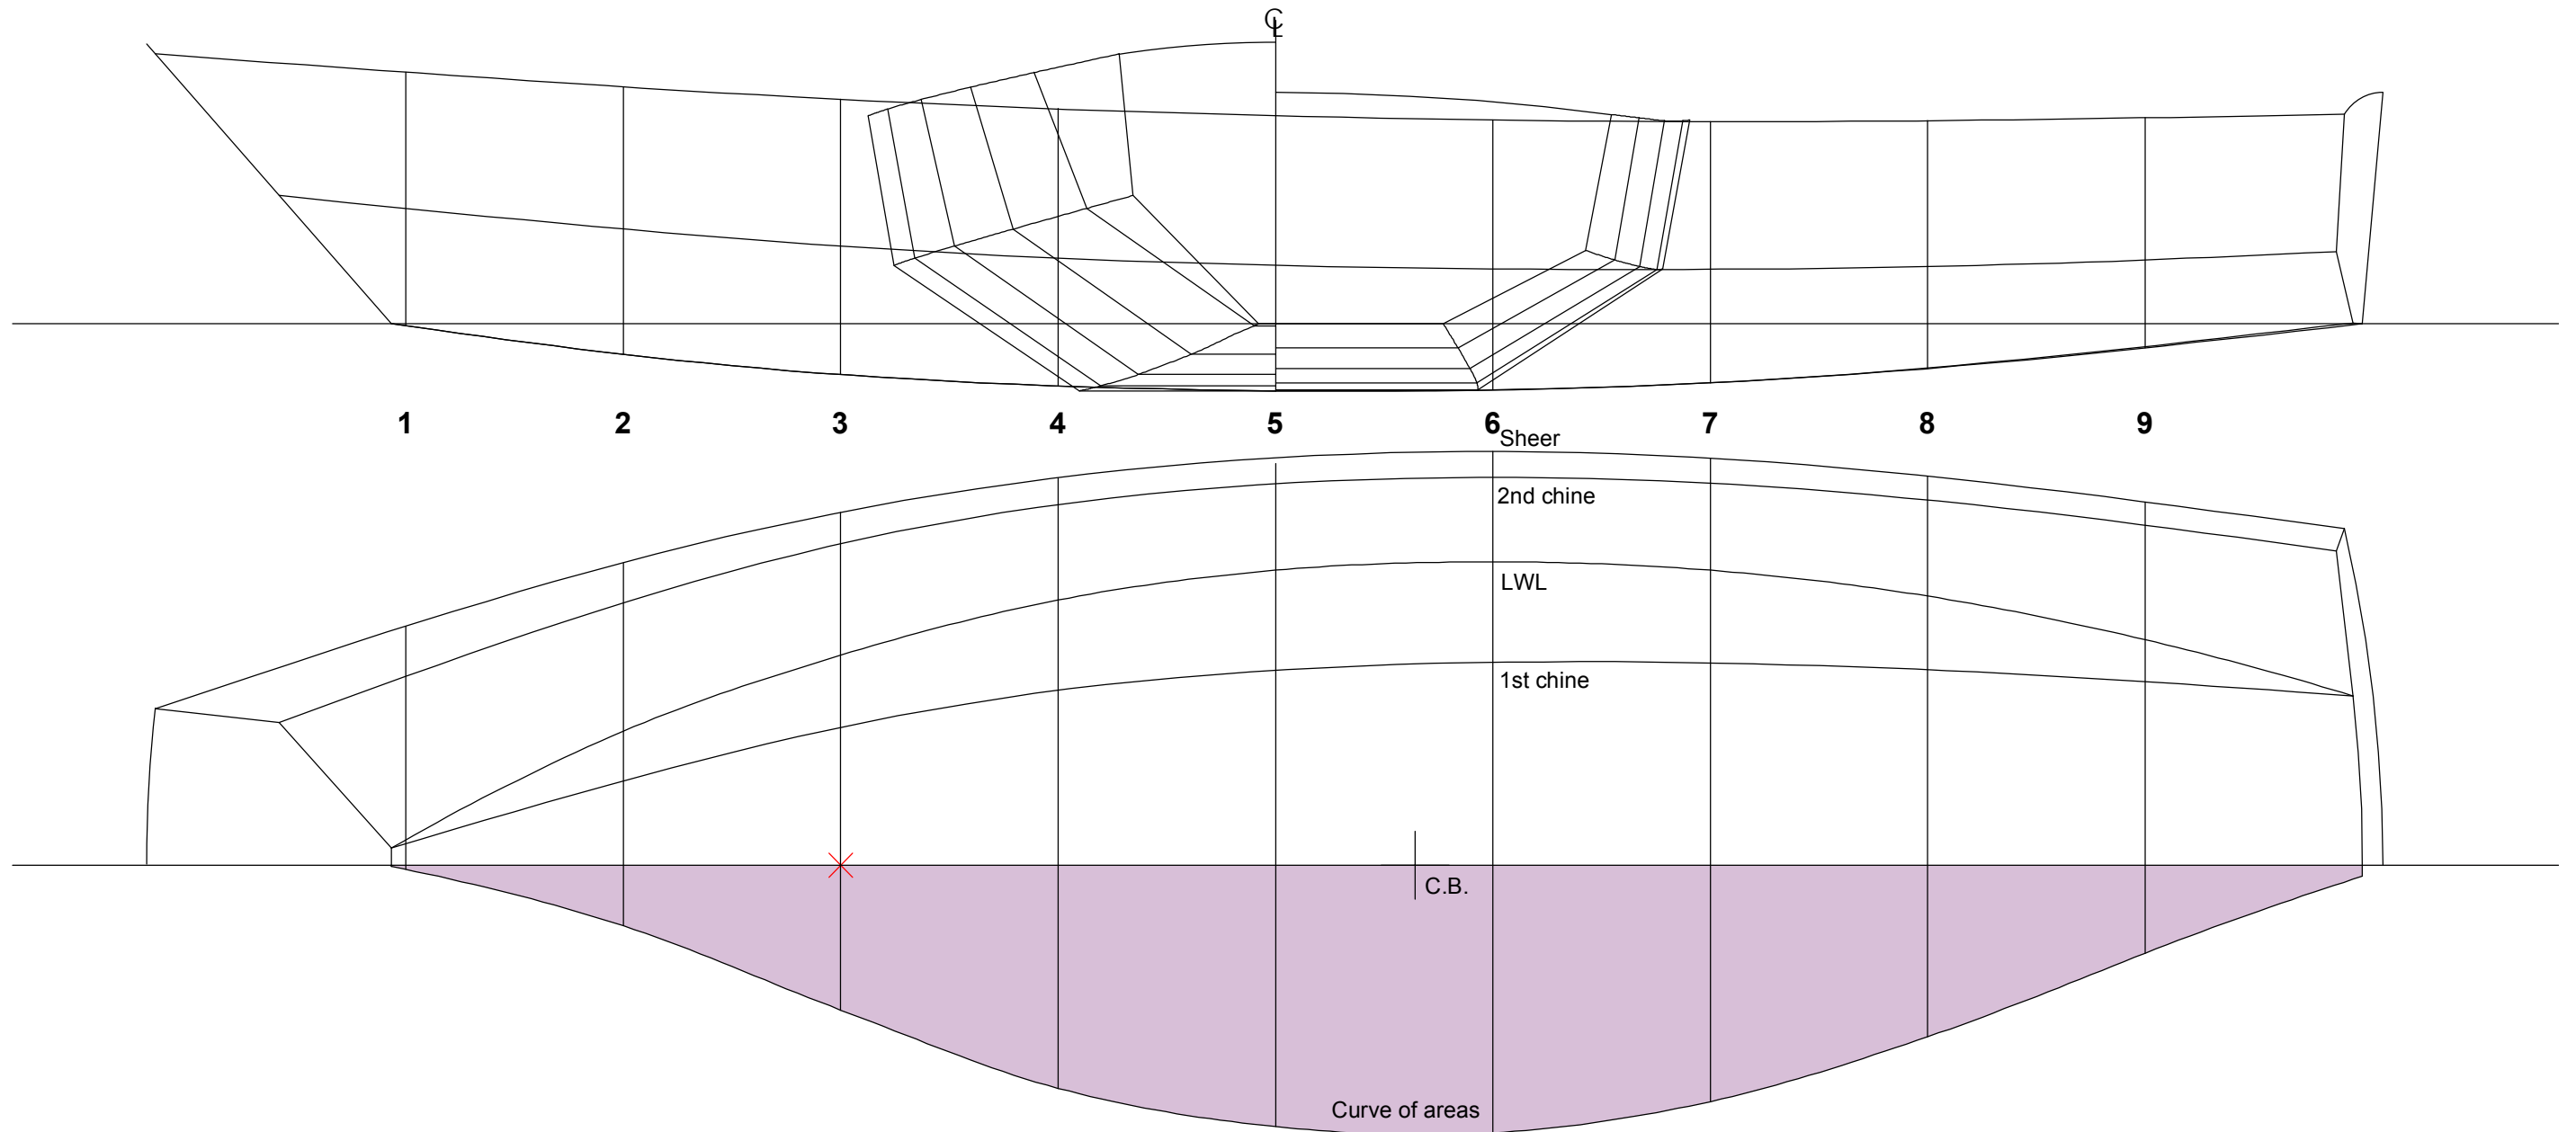 ℄
1 2 3 4 5 6 7 8 9
Sheer
2nd chine
LWL
1st chine
C.B.
Curve of areas